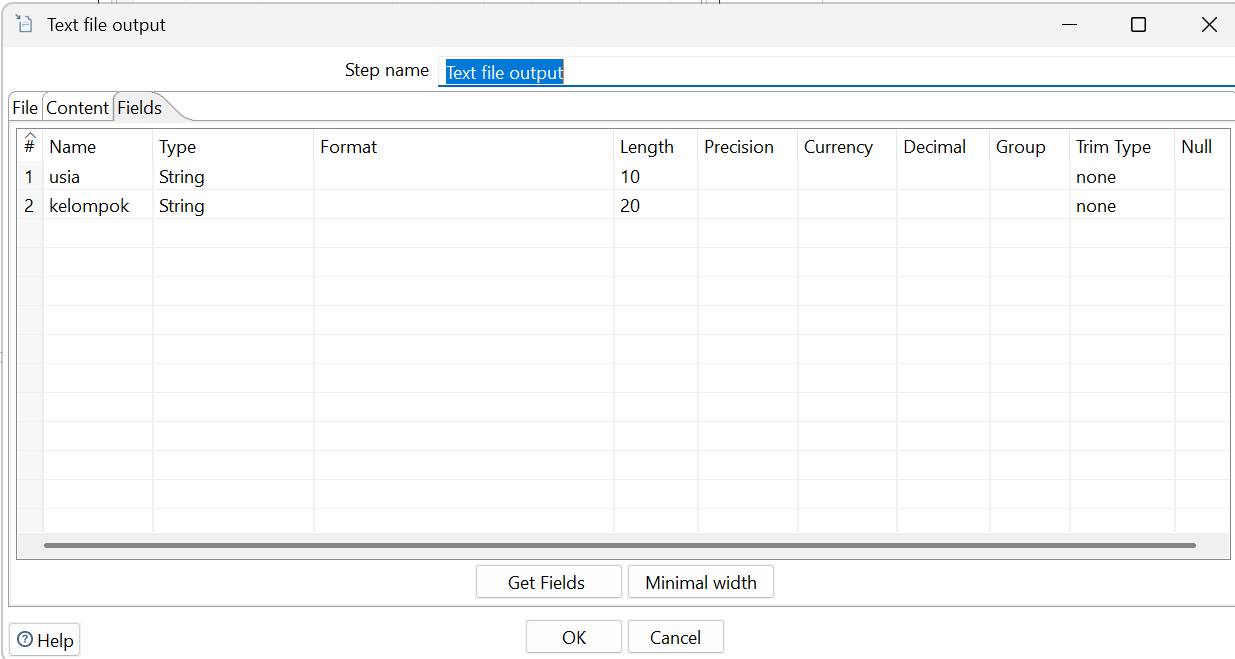 Text file output
Step name Text file output
File Content Fields
# Name Type Format Length Precision Currency Decimal Group Trim Type Null
1 usia String 10 none
2 kelompok String 20 none
Get Fields Minimal width
Help OK Cancel